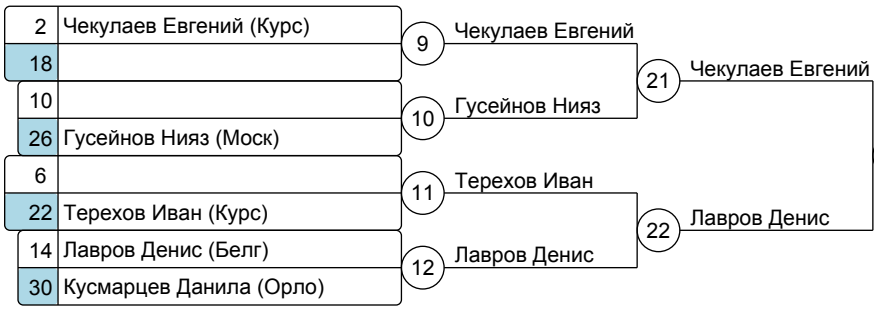 2 Чекулаев Евгений (Курс)
18
9 Чекулаев Евгений
10
26 Гусейнов Нияз (Моск)
10 Гусейнов Нияз
21 Чекулаев Евгений
6
22 Терехов Иван (Курс)
11 Терехов Иван
14 Лавров Денис (Белг)
30 Кусмарцев Данила (Орло)
12 Лавров Денис
22 Лавров Денис